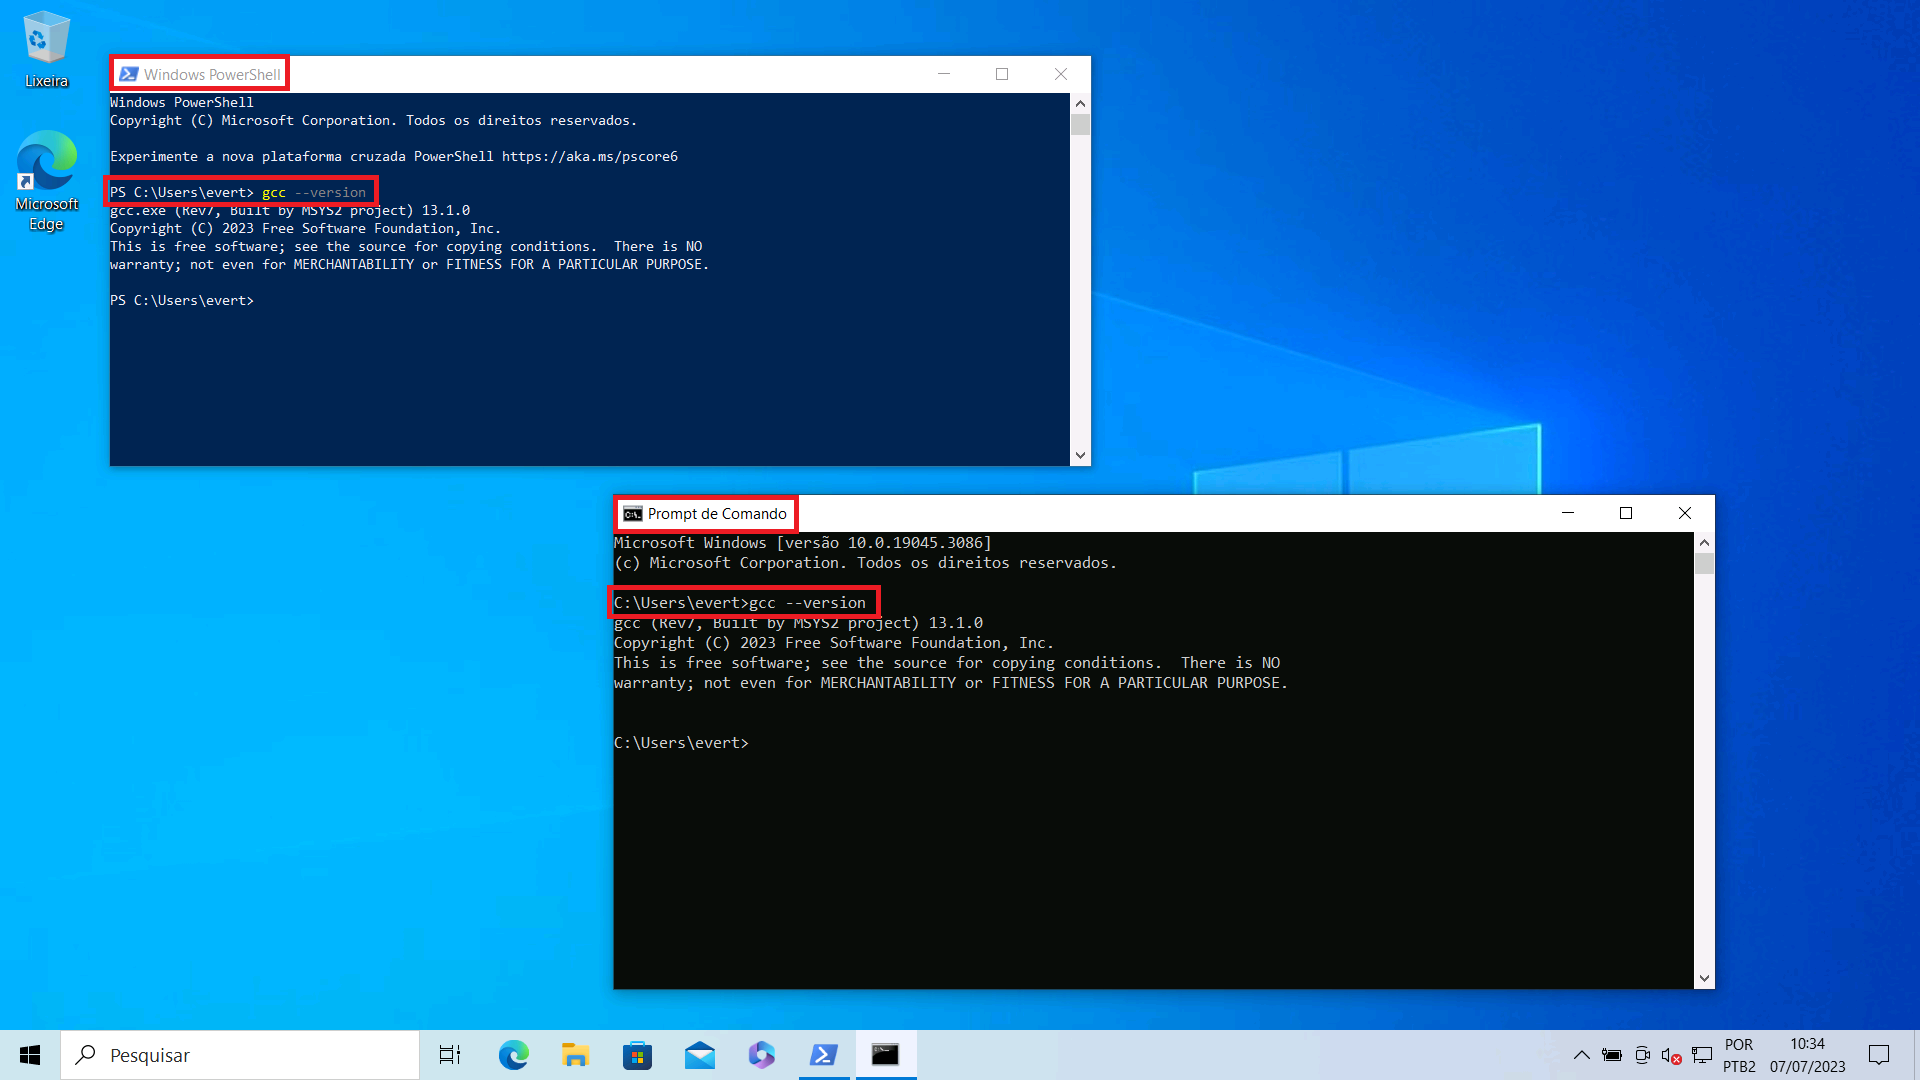 Lixeira
Microsoft
Edge
Windows PowerShell
Windows PowerShell
Copyright (C) Microsoft Corporation. Todos os direitos reservados.
Experimente a nova plataforma cruzada PowerShell https://aka.ms/pscore6
PS C:\Users\evert> gcc --version
gcc.exe (Rev7, Built by MSYS2 project) 13.1.0
Copyright (C) 2023 Free Software Foundation, Inc.
This is free software; see the source for copying conditions.  There is NO
warranty; not even for MERCHANTABILITY or FITNESS FOR A PARTICULAR PURPOSE.
PS C:\Users\evert>
Prompt de Comando
Microsoft Windows [versão 10.0.19045.3086]
(c) Microsoft Corporation. Todos os direitos reservados.
C:\Users\evert>gcc --version
gcc (Rev7, Built by MSYS2 project) 13.1.0
Copyright (C) 2023 Free Software Foundation, Inc.
This is free software; see the source for copying conditions.  There is NO
warranty; not even for MERCHANTABILITY or FITNESS FOR A PARTICULAR PURPOSE.
C:\Users\evert>
Pesquisar
POR
PTB2
10:34
07/07/2023